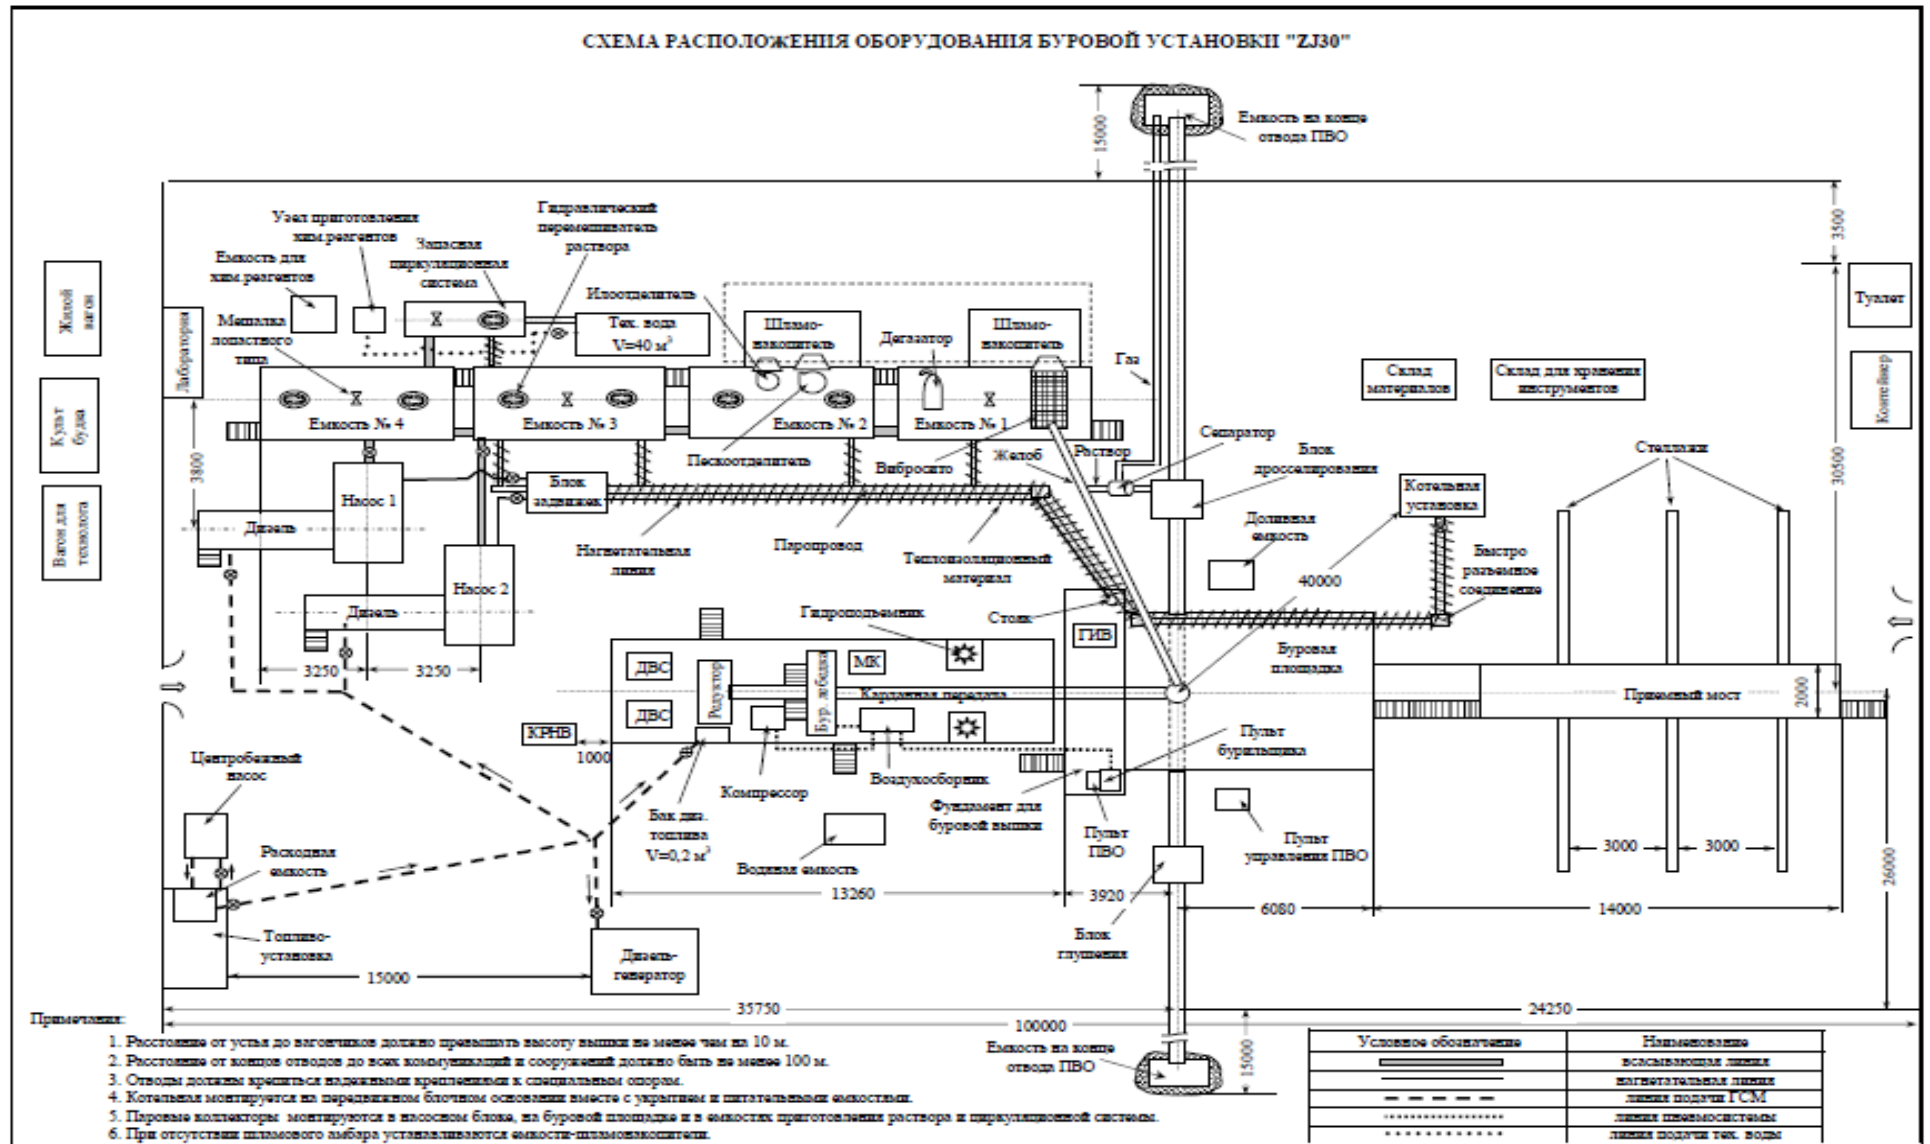 СХЕМА РАСПОЛОЖЕНИЯ ОБОРУДОВАНИЯ БУРОВОЙ УСТАНОВКИ "ZJ30"
15000
Емкость на конце
отвода ПВО
3500
Узел приготовления
хим.реагентов
Гидравлический
перемешиватель
раствора
Запасная
циркуляционная
система
Емкость для
хим.реагентов
Илоотделитель
Жилой
вагон
Туалет
Мешалка
лопастного
типа
Тех. вода
V=40 м³
Шламо-
накопитель
Дегазатор
Шламо-
накопитель
Газ
Лаборатория
Склад
материалов
Склад для хранения
инструментов
Контейнер
Культ
будка
Емкость № 4
Емкость № 3
Емкость № 2
Емкость № 1
3800
Пескоотделитель
Вибросито
Желоб
Раствор
Сепаратор
Блок
дросселирования
Стеллажи
30500
Насос 1
Блок
задвижек
Котельная
установка
Вагон для
технолога
Дизель
Нагнетательная
линия
Паропровод
Теплоизоляционный
материал
Доливная
емкость
40000
Быстро
разъемное
соединение
Насос 2
Дизель
Гидроподъемник
Стояк
ГИВ
Буровая
площадка
3250
3250
ДВС
Редуктор
Бур. лебедка
МК
Карданная передача
Приемный мост
2000
ДВС
КРНВ
1000
Пульт
бурильщика
Центробежный
насос
Компрессор
Воздухосборник
Бак диз.
топлива
V=0,2 м³
Фундамент для
буровой вышки
Пульт
ПВО
Пульт
управления ПВО
Расходная
емкость
Водяная емкость
3000
3000
26000
13260
3920
6080
14000
Топливо-
установка
Дизель-
генератор
Блок
глушения
15000
35750
24250
100000
Примечания:
1. Расстояние от устья до вагончиков должно превышать высоту вышки не менее чем на 10 м.
2. Расстояние от концов отводов до всех коммуникаций и сооружений должно быть не менее 100 м.
3. Отводы должны крепиться надежными креплениями к специальным опорам.
4. Котельная монтируется на передвижном блочном основании вместе с укрытием и питательными емкостями.
5. Паровые коллекторы монтируются в насосном блоке, на буровой площадке и в емкостях приготовления раствора и циркуляционной системы.
6. При отсутствии шламового амбара устанавливаются емкости-шламонакопители.
Емкость на конце
отвода ПВО
15000
Условное обозначение Наименование
всасывающая линия
нагнетательная линия
линия подачи ГСМ
линия пневмосистемы
линия подачи тех. воды